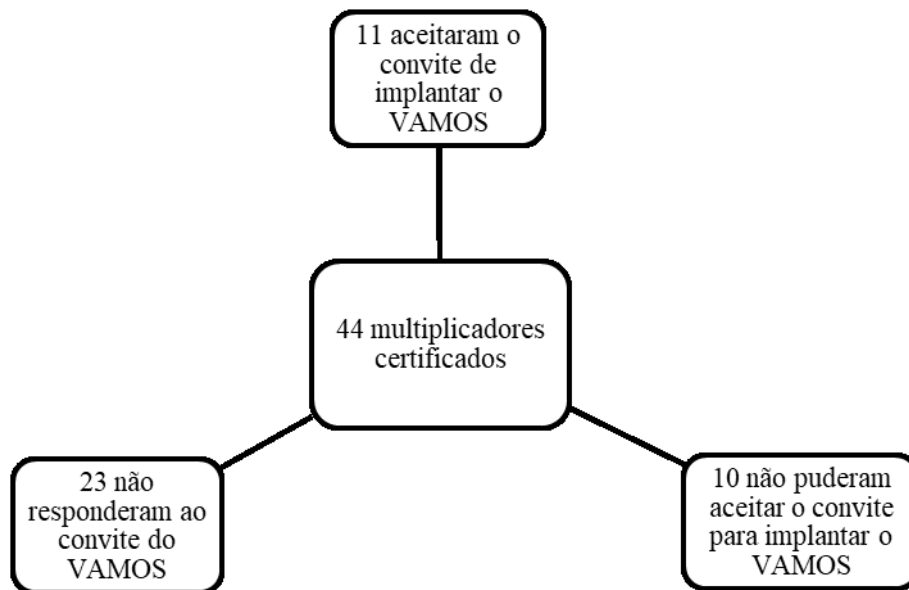 11 aceitaram o
convite de
implantar o
VAMOS
44 multiplicadores
certificados
23 não
responderam ao
convite do
VAMOS
10 não puderam
aceitar o convite
para implantar o
VAMOS